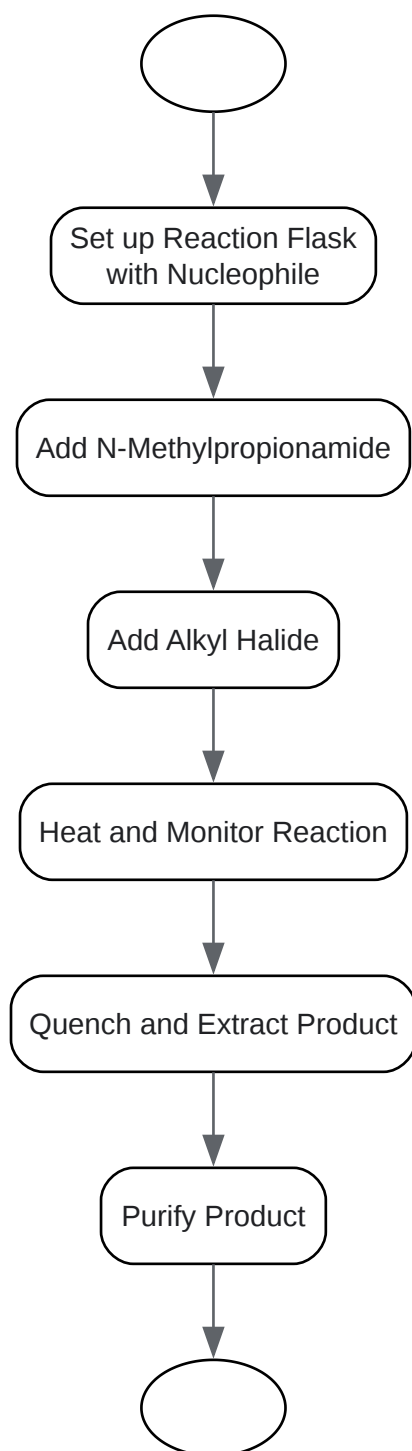 Set up Reaction Flask
with Nucleophile
Add N-Methylpropionamide
Add Alkyl Halide
Heat and Monitor Reaction
Quench and Extract Product
Purify Product